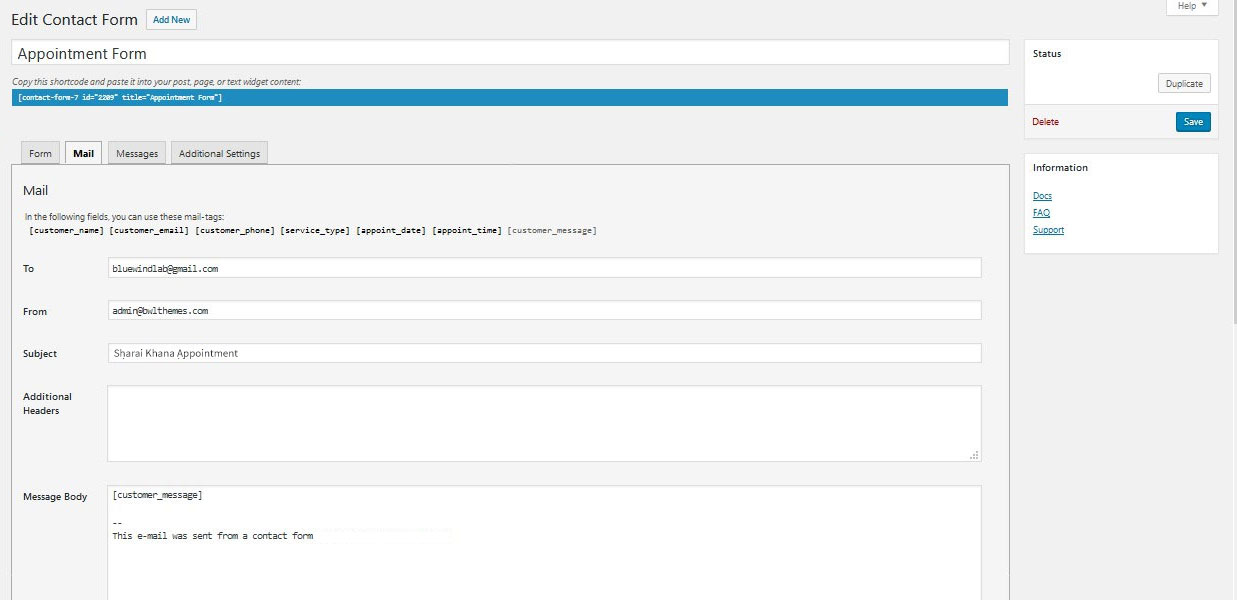 Help ▼
Edit Contact Form Add New
Appointment Form
Copy this shortcode and paste it into your post, page, or text widget content:
[contact-form-7 id="2209" title="Appointment Form"]
Status
Duplicate
Delete Save
Form Mail Messages Additional Settings
Information
Docs
FAQ
Support
Mail
In the following fields, you can use these mail-tags:
[customer_name] [customer_email] [customer_phone] [service_type] [appoint_date] [appoint_time] [customer_message]
To bluewindlab@gmail.com
From admin@bwlthemes.com
Subject Sharai Khana Appointment
Additional
Headers
Message Body [customer_message]
--
This e-mail was sent from a contact form